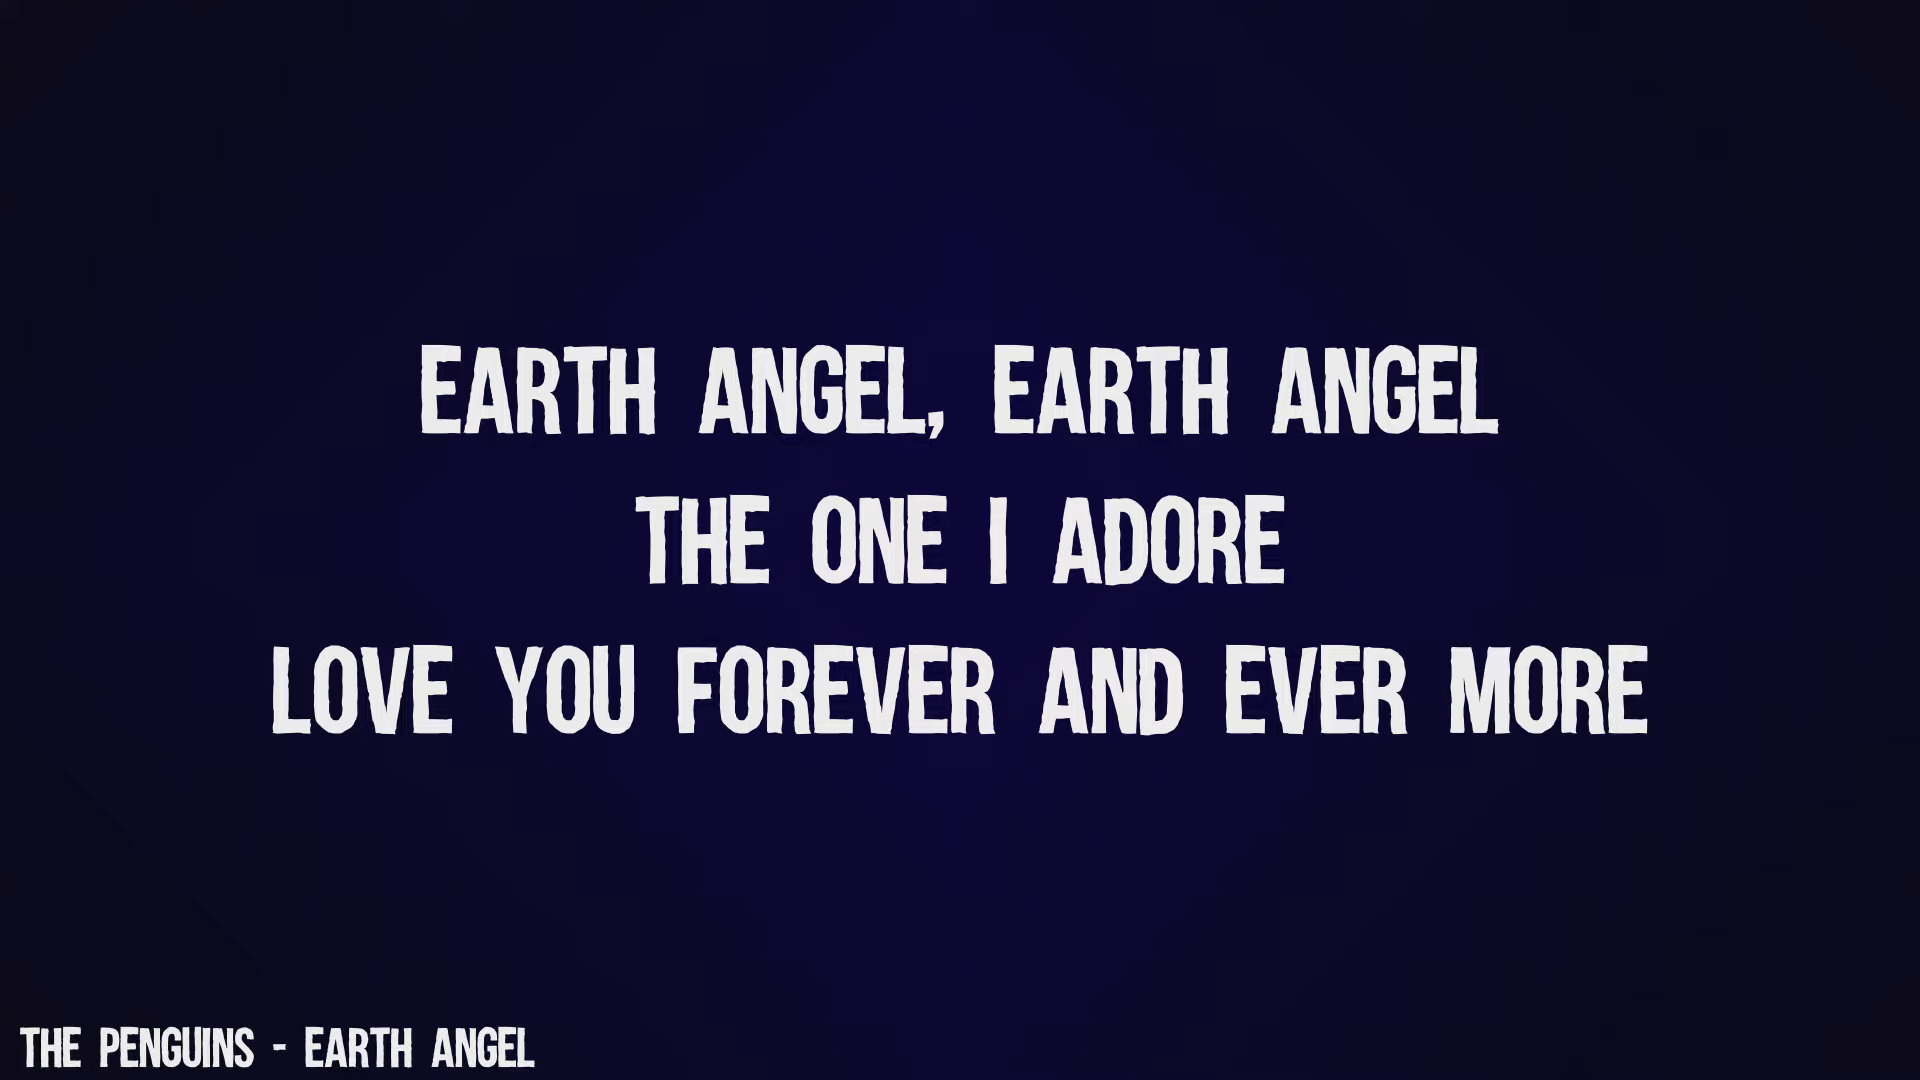 EARTH ANGEL, EARTH ANGEL
THE ONE I ADORE
LOVE YOU FOREVER AND EVER MORE
THE PENGUINS - EARTH ANGEL